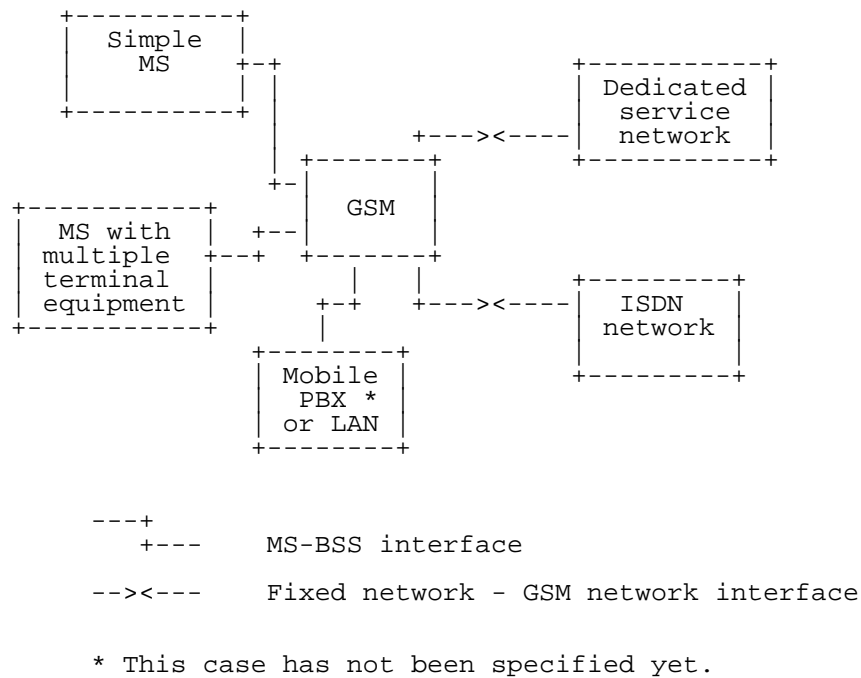 Simple
MS
Dedicated
service
network
GSM
MS with
multiple
terminal
equipment
ISDN
network
Mobile
PBX *
or LAN
MS-BSS interface
Fixed network - GSM network interface
* This case has not been specified yet.